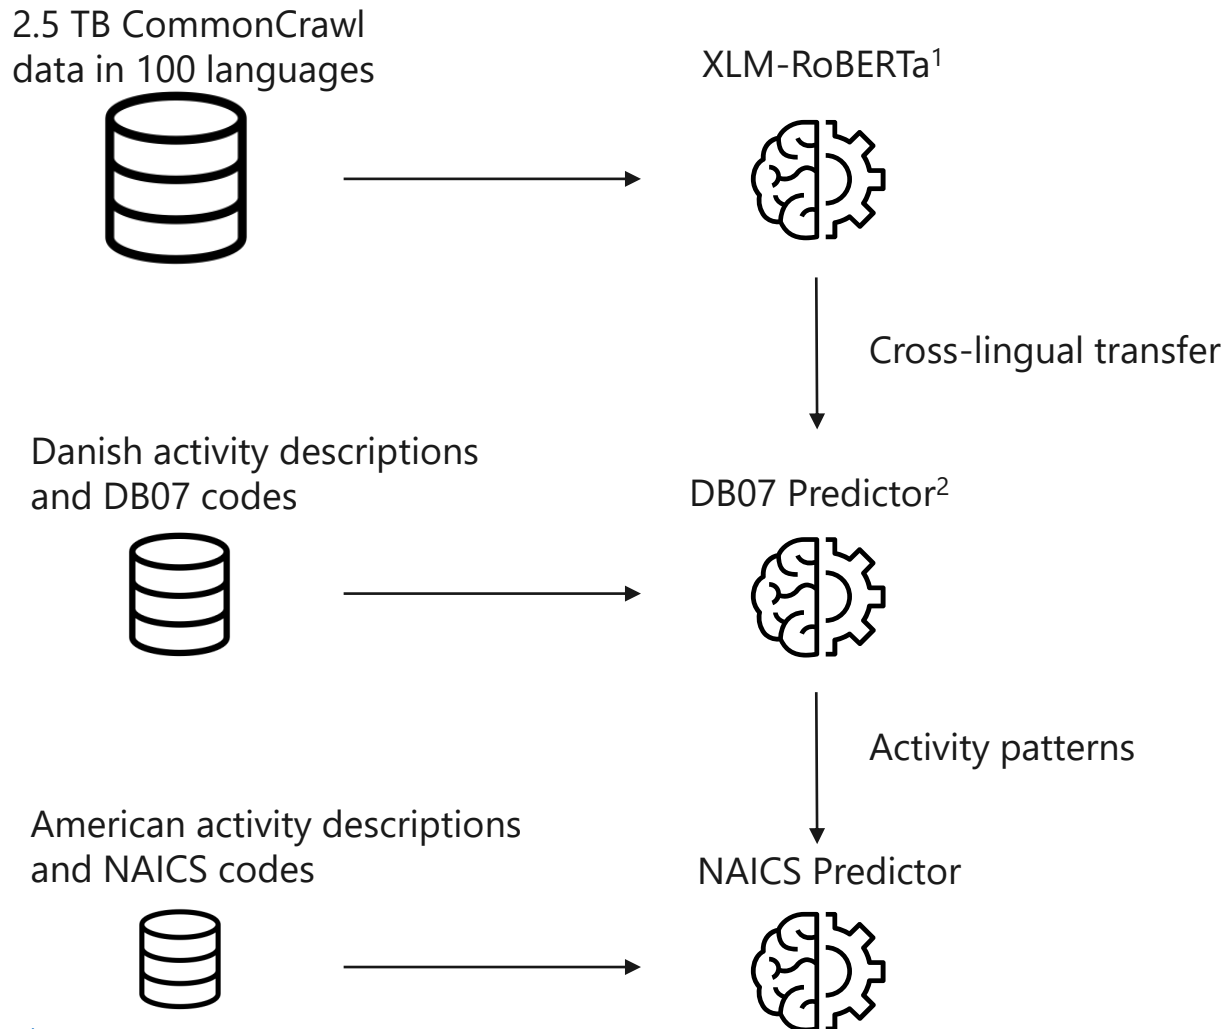 2.5 TB CommonCrawl
data in 100 languages
XLM-RoBERTa¹
Cross-lingual transfer
Danish activity descriptions
and DB07 codes
DB07 Predictor²
Activity patterns
American activity descriptions
and NAICS codes
NAICS Predictor